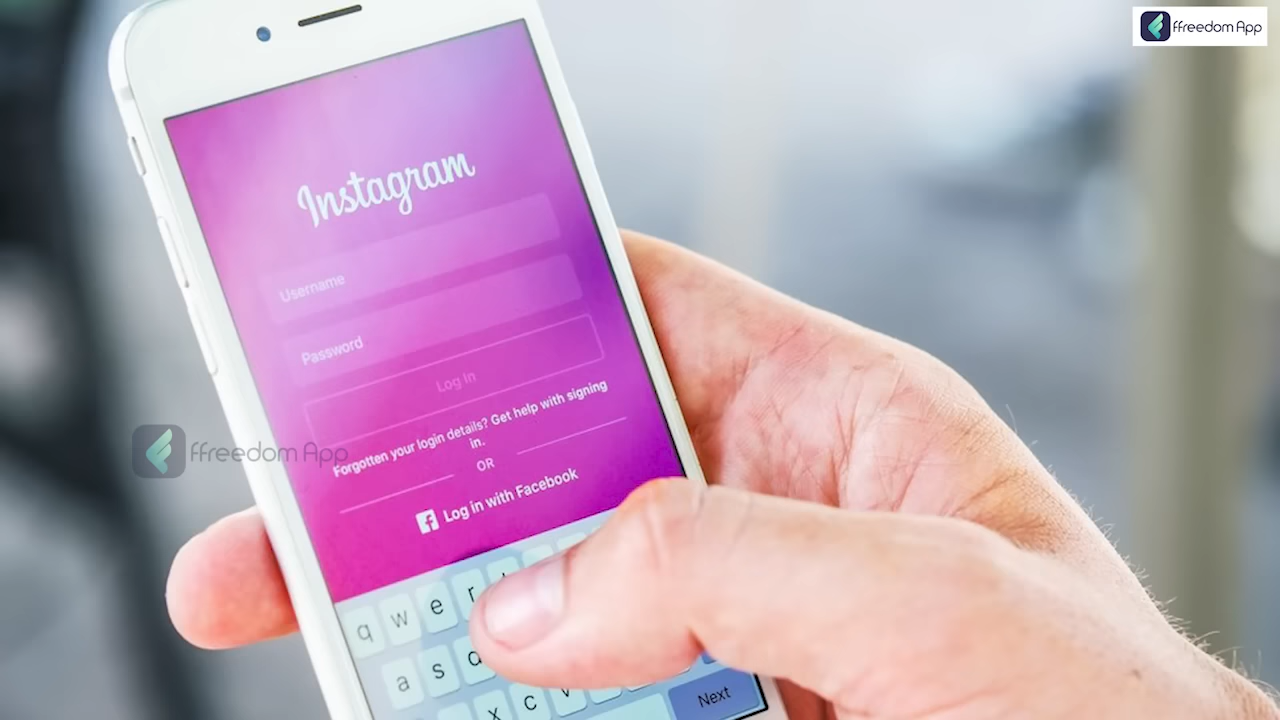 ffreedom App
Instagram
Username
Password
Log in
Forgotten your login details? Get help with signing
in.
OR
Log in with Facebook
ffreedom App
q w e r
a s d
x c v
Next